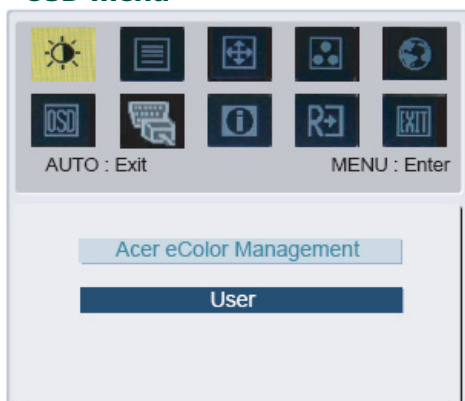 OSD menu
OSD R EXIT
AUTO : Exit MENU : Enter
Acer eColor Management
User